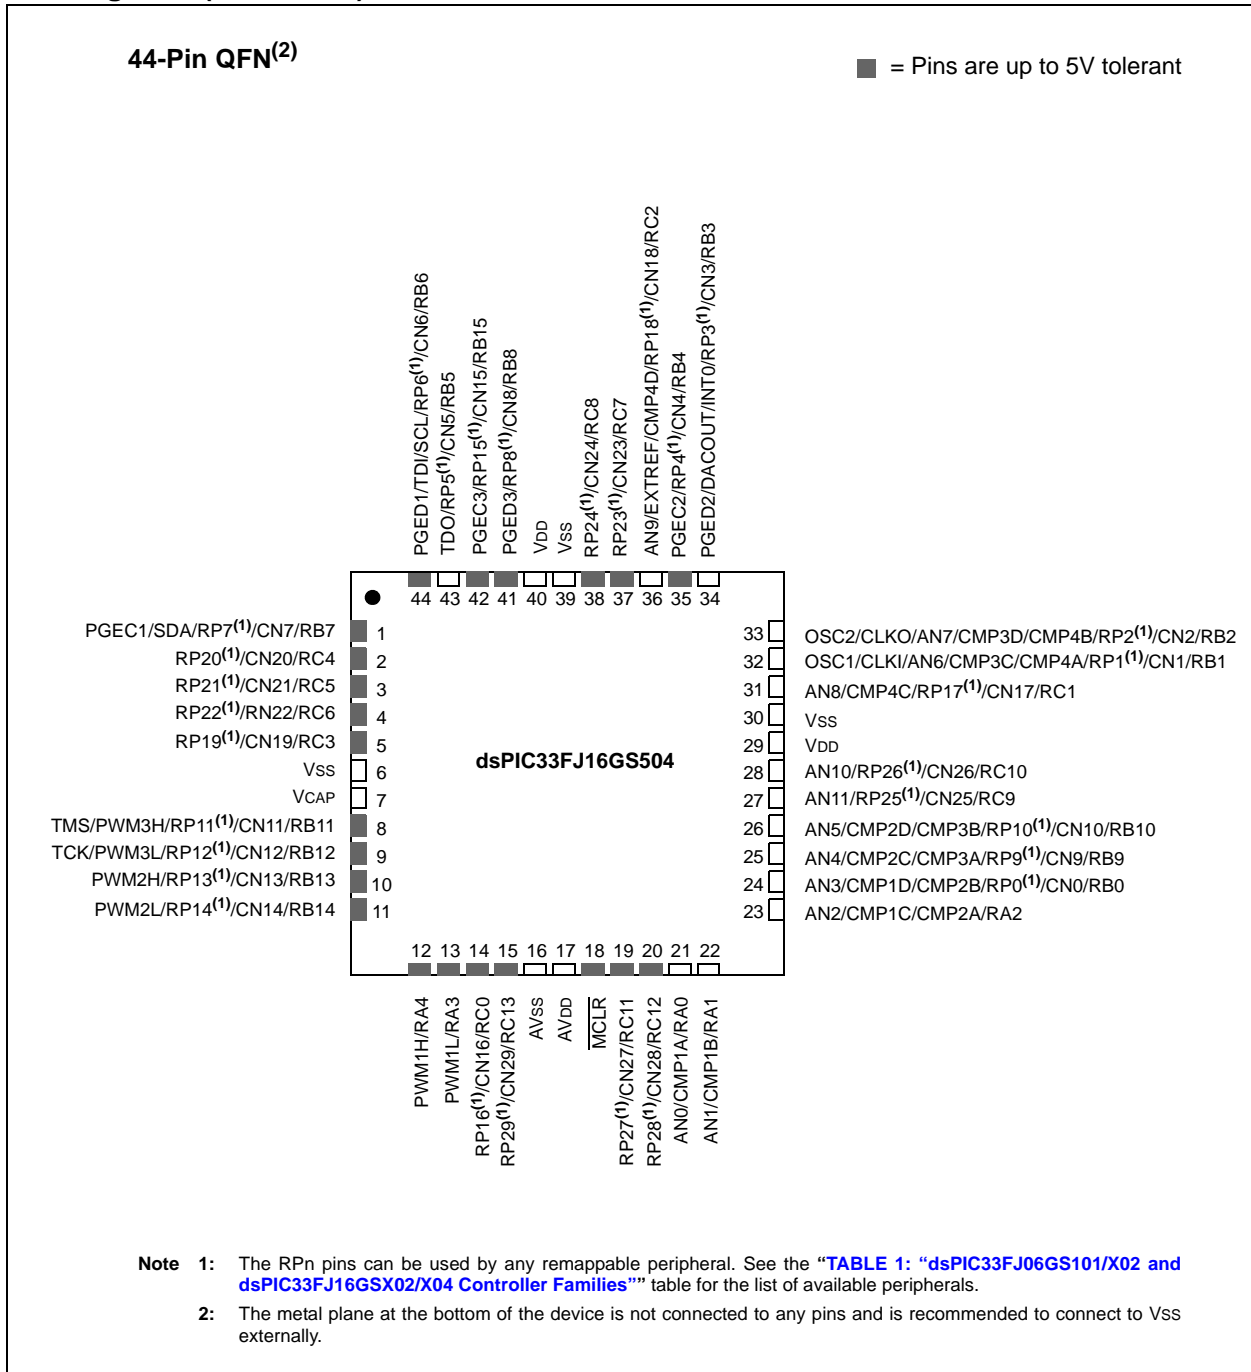 44-Pin QFN(2)
= Pins are up to 5V tolerant
PGED1/TDI/SCL/RP6(1)/CN6/RB6
TDO/RP5(1)/CN5/RB5
PGEC3/RP15(1)/CN15/RB15
PGED3/RP8(1)/CN8/RB8
VDD
VSS
RP24(1)/CN24/RC8
RP23(1)/CN23/RC7
AN9/EXTREF/CMP4D/RP18(1)/CN18/RC2
PGEC2/RP4(1)/CN4/RB4
PGED2/DACOUT/INT0/RP3(1)/CN3/RB3
44 43 42 41 40 39 38 37 36 35 34
PGEC1/SDA/RP7(1)/CN7/RB7 1
RP20(1)/CN20/RC4 2
RP21(1)/CN21/RC5 3
RP22(1)/RN22/RC6 4
RP19(1)/CN19/RC3 5
VSS 6
VCAP 7
TMS/PWM3H/RP11(1)/CN11/RB11 8
TCK/PWM3L/RP12(1)/CN12/RB12 9
PWM2H/RP13(1)/CN13/RB13 10
PWM2L/RP14(1)/CN14/RB14 11
dsPIC33FJ16GS504
33 OSC2/CLKO/AN7/CMP3D/CMP4B/RP2(1)/CN2/RB2
32 OSC1/CLKI/AN6/CMP3C/CMP4A/RP1(1)/CN1/RB1
31 AN8/CMP4C/RP17(1)/CN17/RC1
30 VSS
29 VDD
28 AN10/RP26(1)/CN26/RC10
27 AN11/RP25(1)/CN25/RC9
26 AN5/CMP2D/CMP3B/RP10(1)/CN10/RB10
25 AN4/CMP2C/CMP3A/RP9(1)/CN9/RB9
24 AN3/CMP1D/CMP2B/RP0(1)/CN0/RB0
23 AN2/CMP1C/CMP2A/RA2
12 13 14 15 16 17 18 19 20 21 22
PWM1H/RA4
PWM1L/RA3
RP16(1)/CN16/RC0
RP29(1)/CN29/RC13
AVSS
AVDD
MCLR
RP27(1)/CN27/RC11
RP28(1)/CN28/RC12
AN0/CMP1A/RA0
AN1/CMP1B/RA1
Note 1: The RPn pins can be used by any remappable peripheral. See the “TABLE 1: “dsPIC33FJ06GS101/X02 and
dsPIC33FJ16GSX02/X04 Controller Families”” table for the list of available peripherals.
2: The metal plane at the bottom of the device is not connected to any pins and is recommended to connect to VSS
externally.